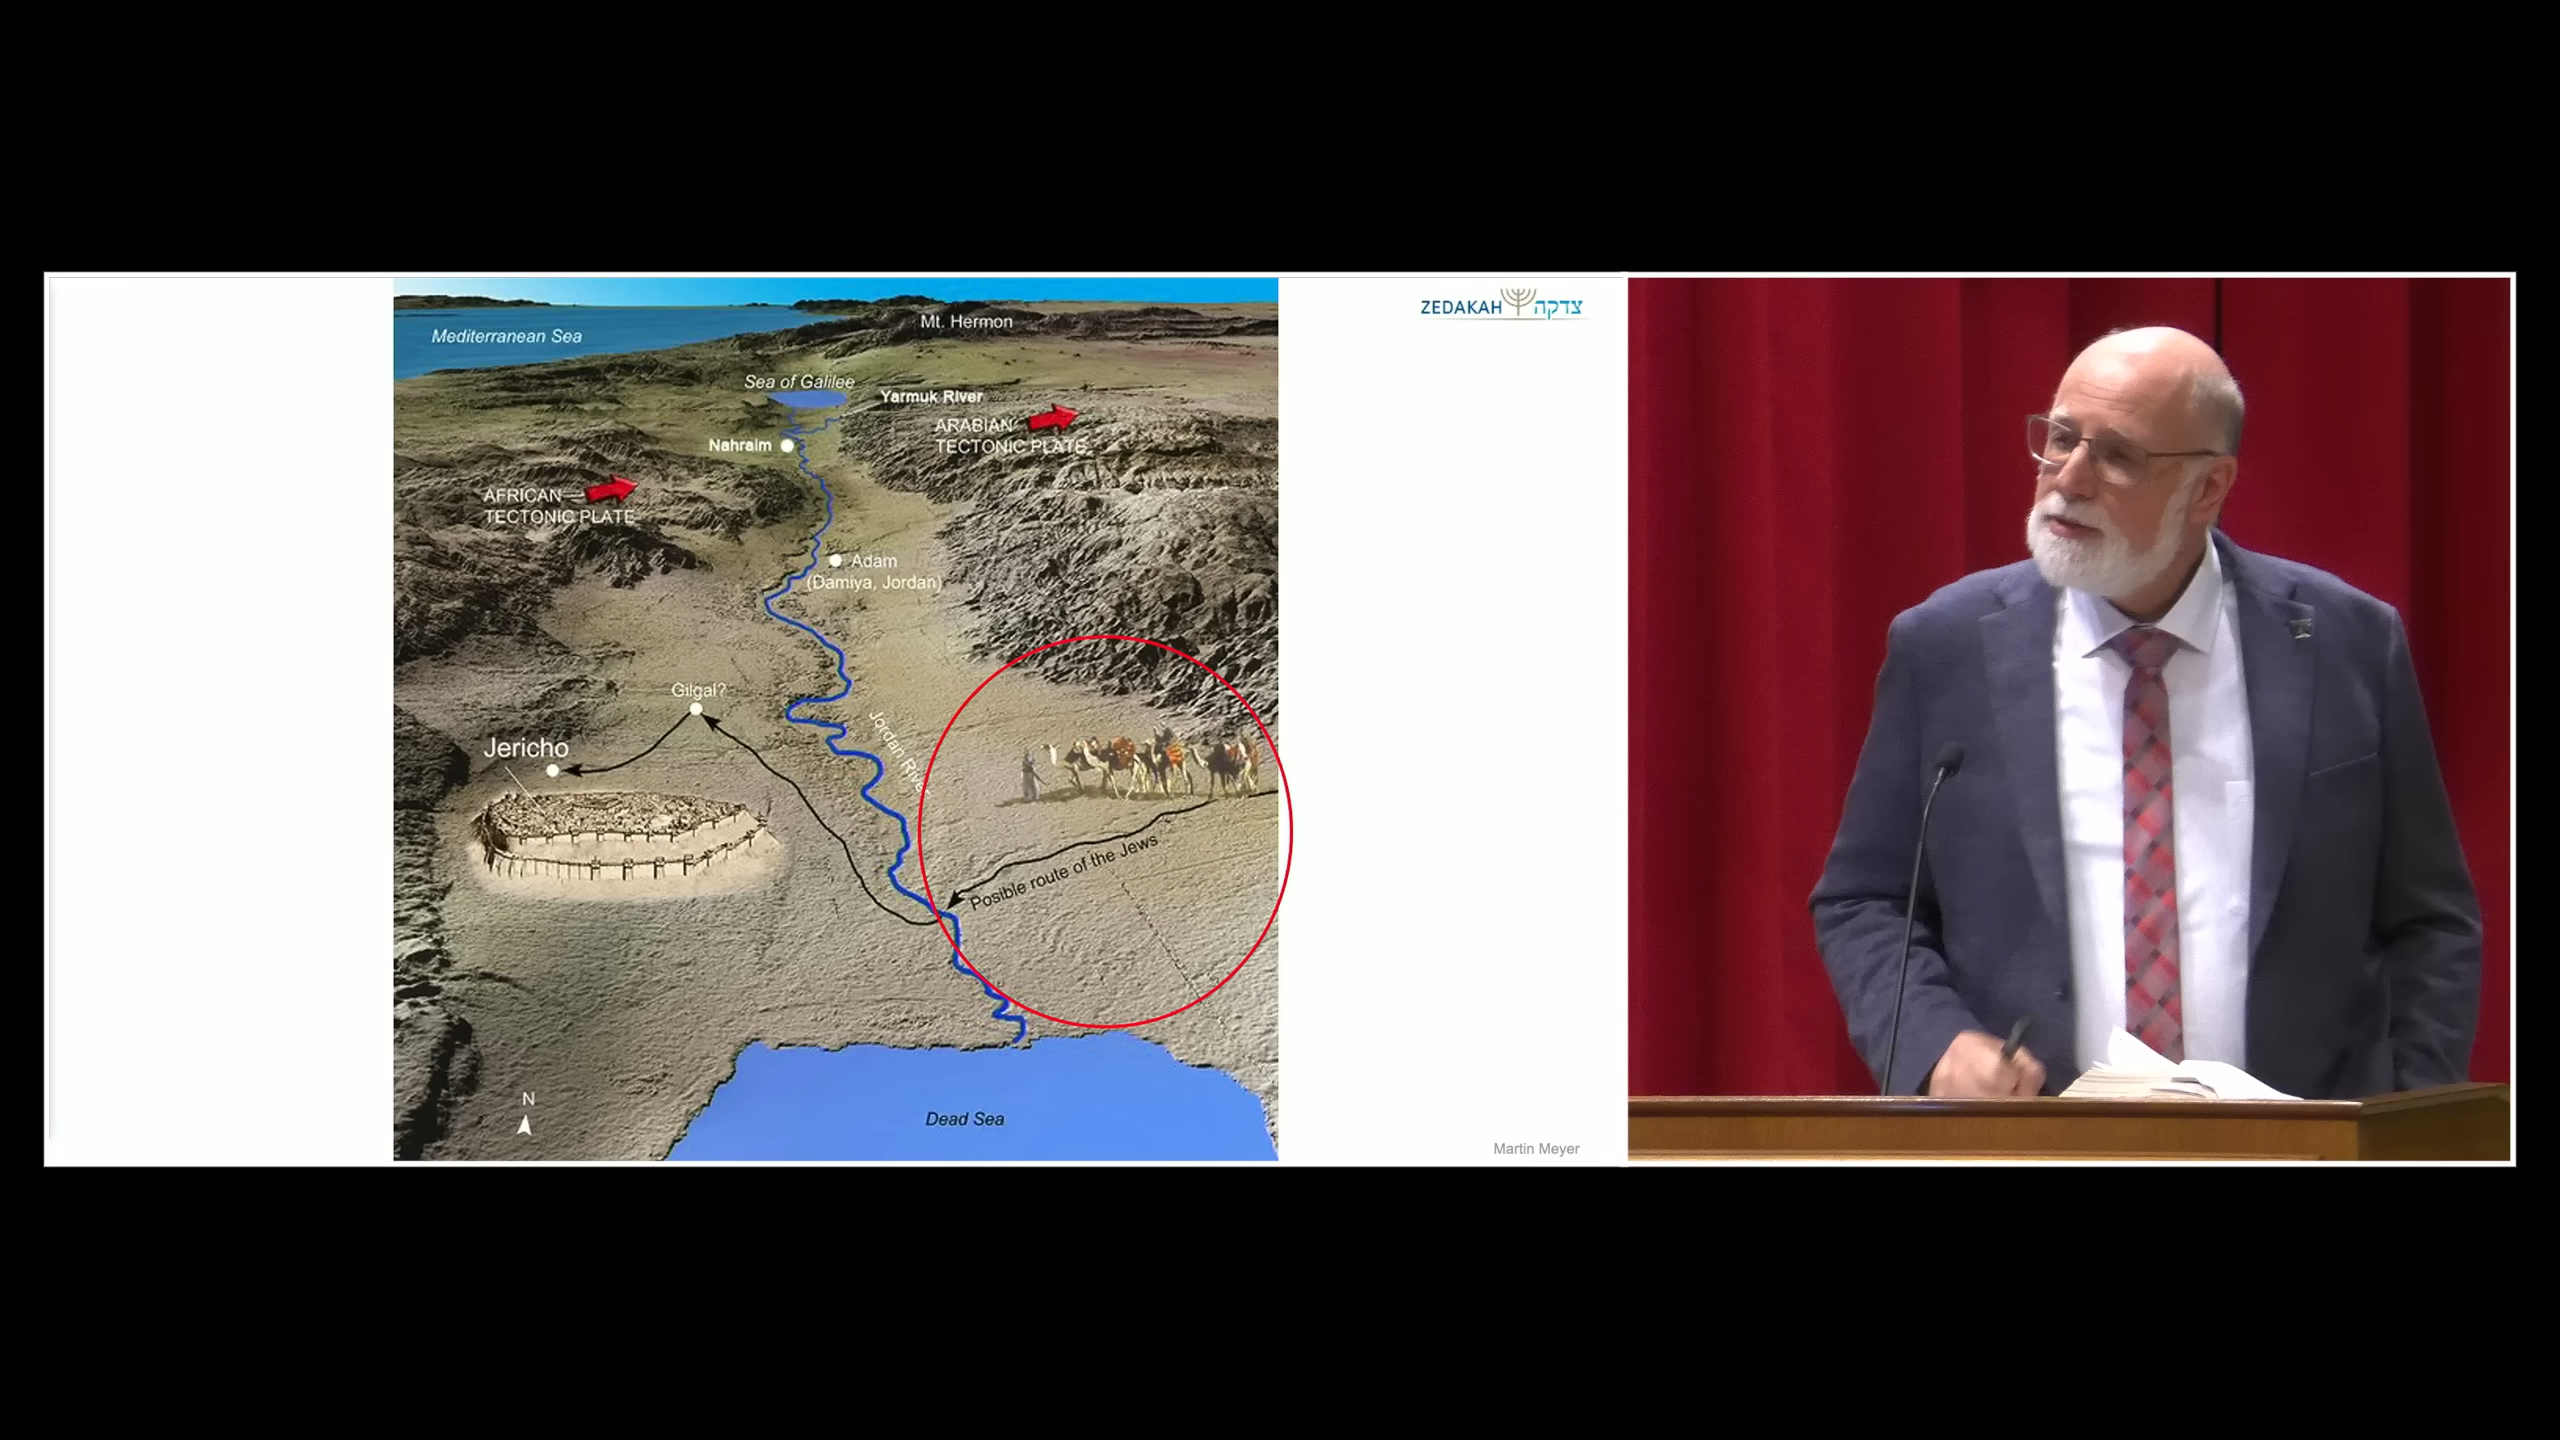 ZEDAKAH צדקה
Mediterranean Sea
Mt. Hermon
Sea of Galilee
Yarmuk River
ARABIAN
TECTONIC PLATE
Nahraim
AFRICAN
TECTONIC PLATE
Adam
(Damiya, Jordan)
Gilgal?
Jordan River
Jericho
Posible route of the Jews
N
Dead Sea
Martin Meyer